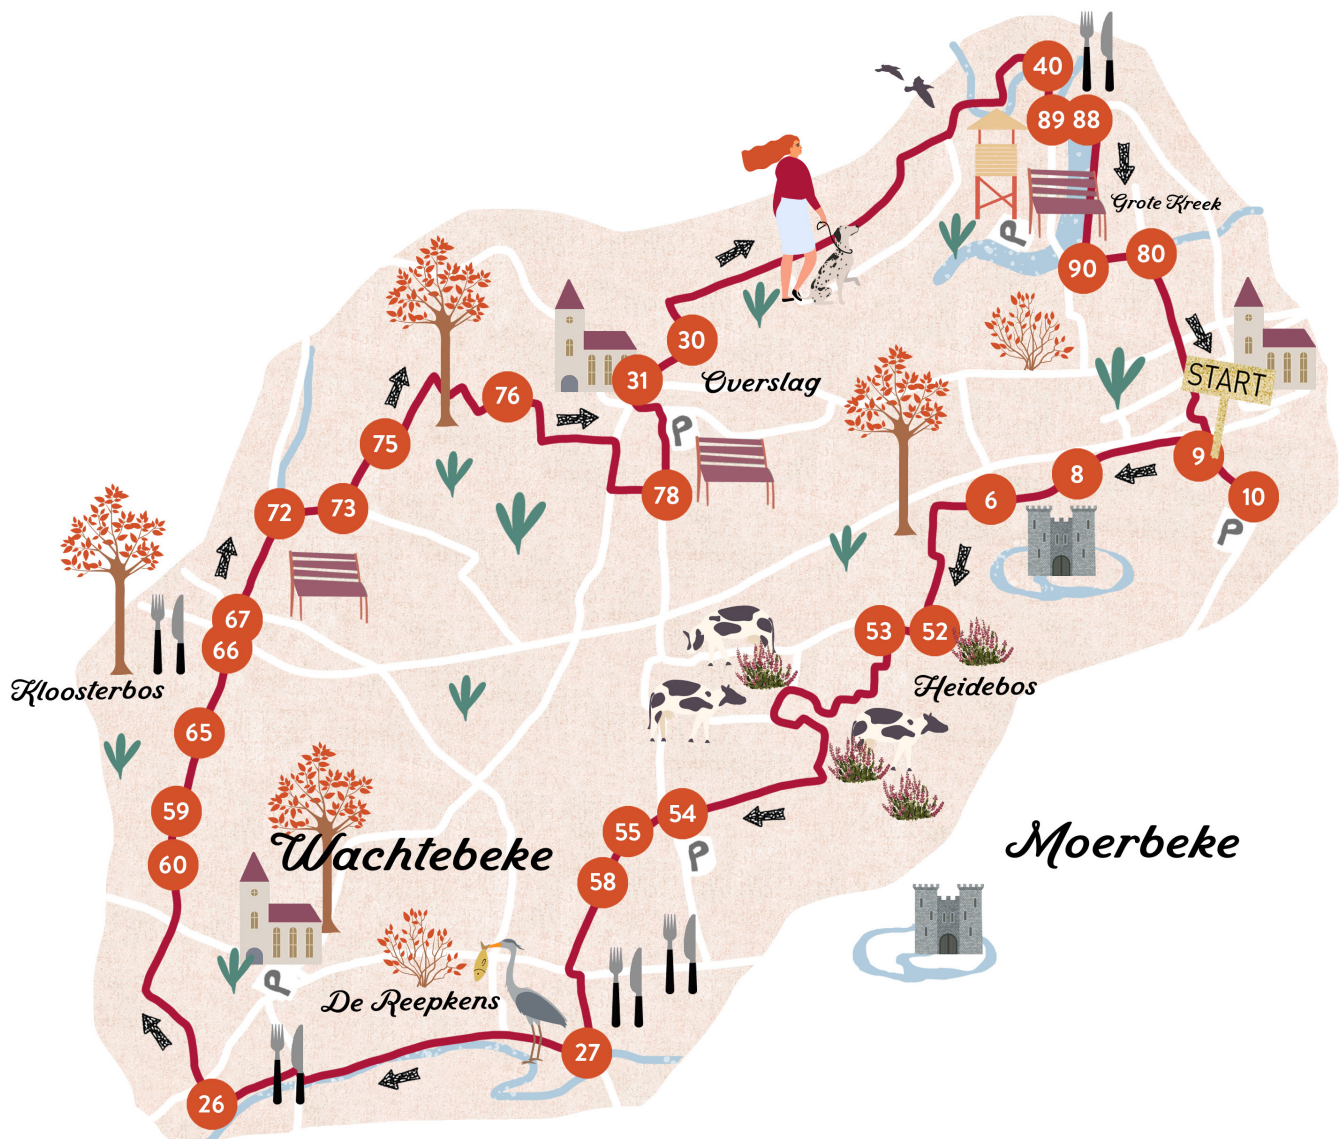 40
89 88
Grote Kreek
P
90
80
START
30
31
Overslag
76
P
75
9
8
10
6
78
P
72
73
67
66
53
52
Kloosterbos
Heidebos
65
59
54
55
P
60
Wachtebeke
Moerbeke
58
P
De Reepkens
27
26